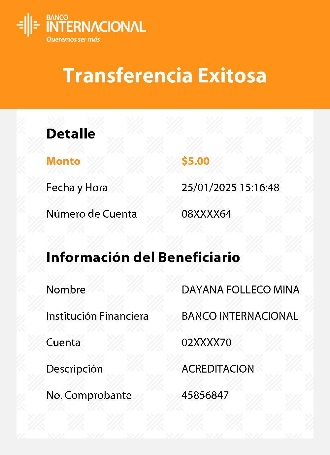 BANCO
INTERNACIONAL
Queremos ser más
Transferencia Exitosa
Detalle
Monto $5.00
Fecha y Hora 25/01/2025 15:16:48
Número de Cuenta 08XXXX64
Información del Beneficiario
Nombre DAYANA FOLLECO MINA
Institución Financiera BANCO INTERNACIONAL
Cuenta 02XXXX70
Descripción ACREDITACION
No. Comprobante 45856847